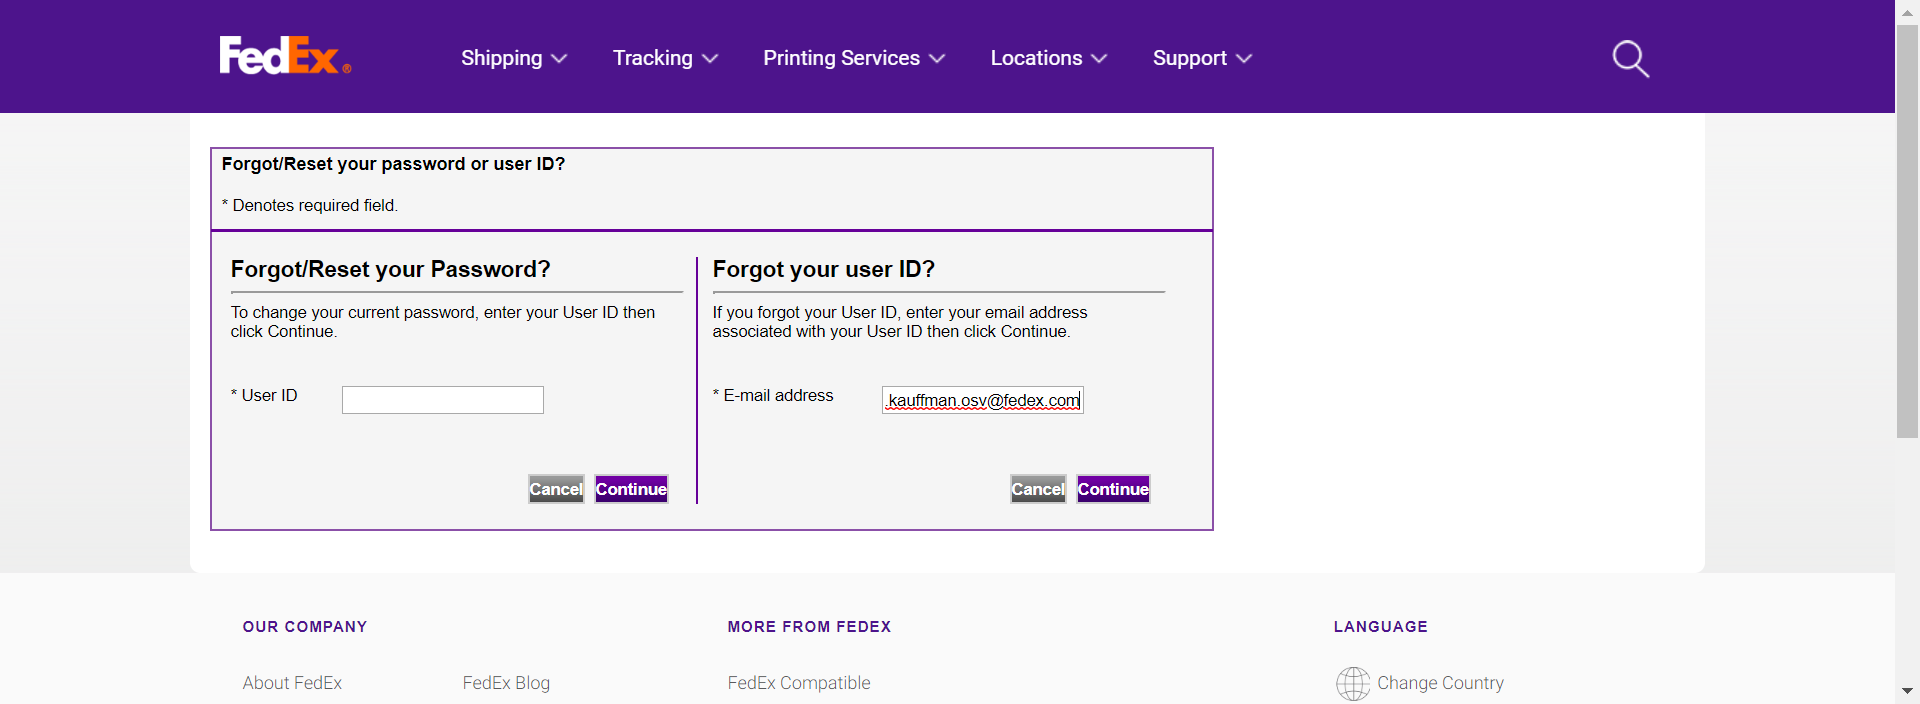 FedEx®
Shipping
Tracking
Printing Services
Locations
Support
Forgot/Reset your password or user ID?
* Denotes required field.
Forgot/Reset your Password?
To change your current password, enter your User ID then
click Continue.
* User ID
Cancel
Continue
Forgot your user ID?
If you forgot your User ID, enter your email address
associated with your User ID then click Continue.
* E-mail address
.kauffman.osv@fedex.com
Cancel
Continue
OUR COMPANY
About FedEx
FedEx Blog
MORE FROM FEDEX
FedEx Compatible
LANGUAGE
Change Country